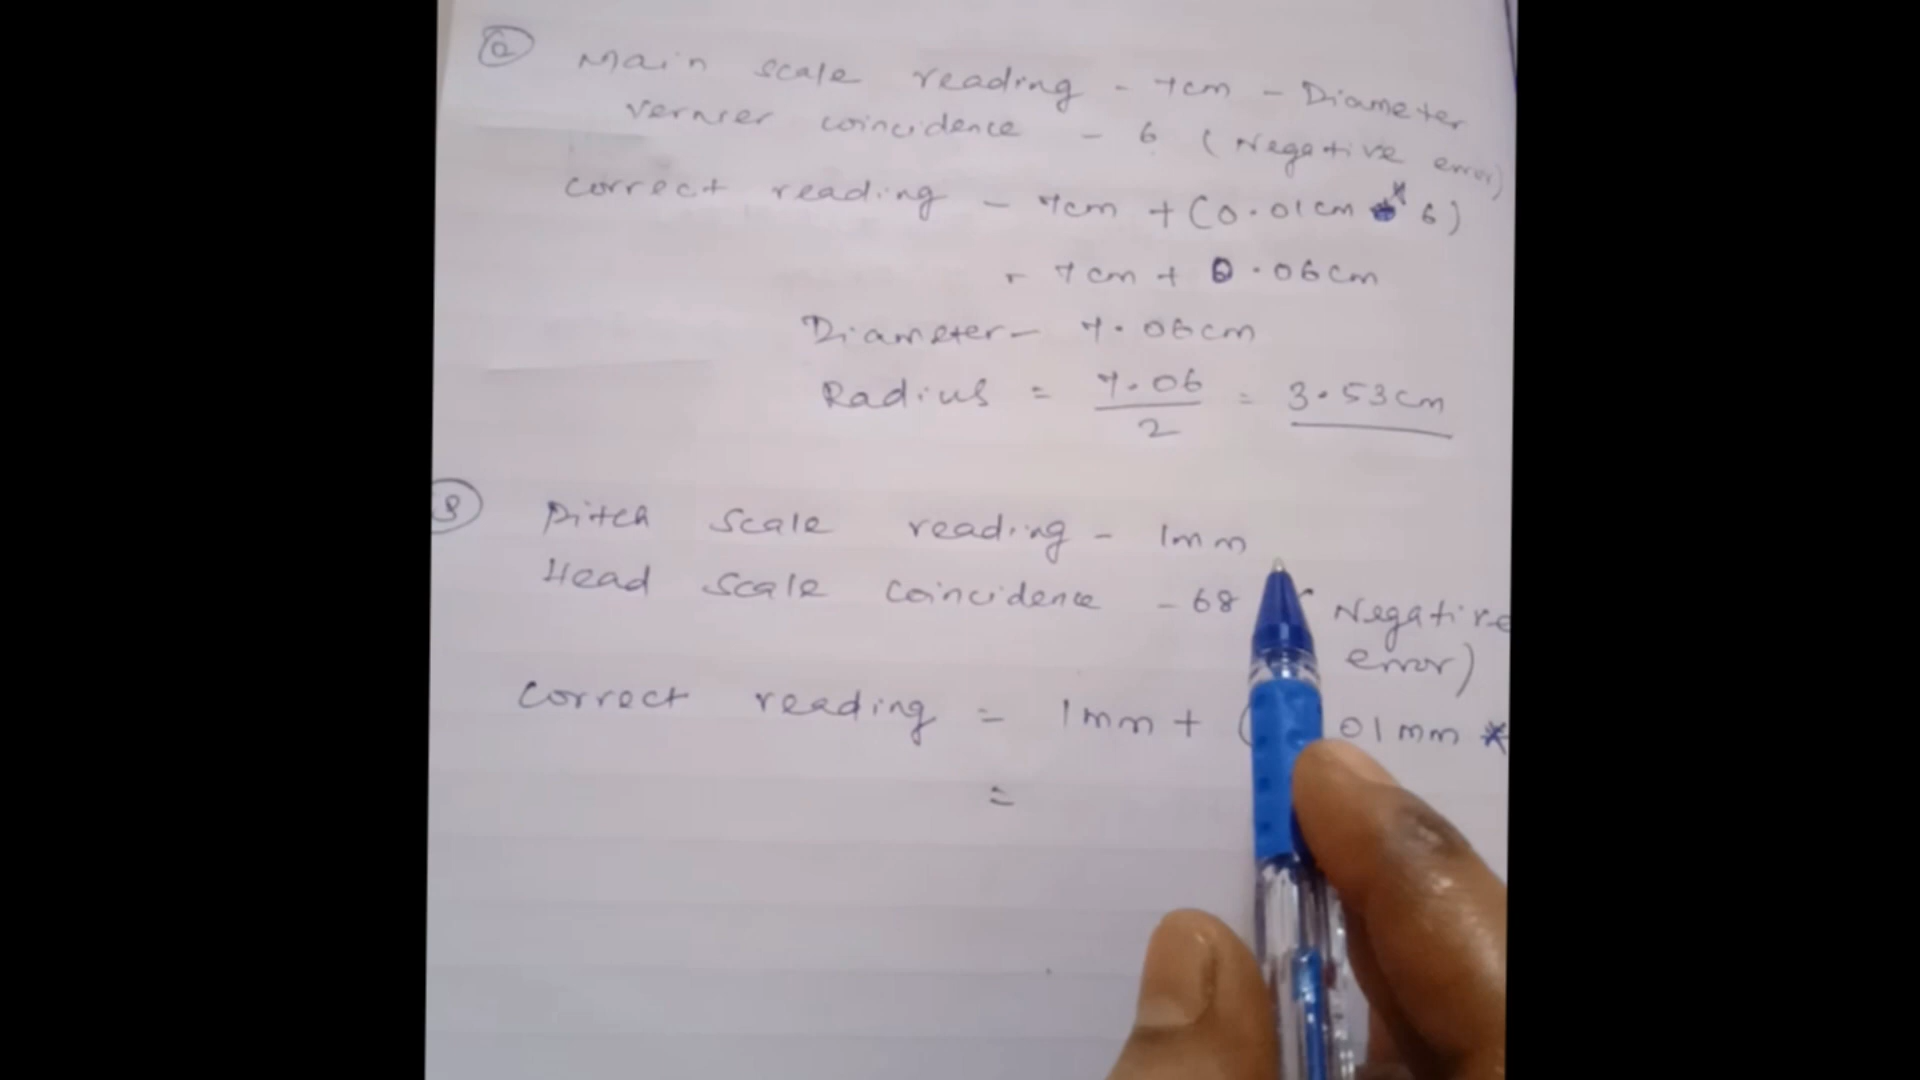 Q Main scale reading - 7cm - Diameter
Vernier coincidence - 6 (Negative error)
Correct reading - 7cm + (0.01cm * 6)
= 7cm + 0.06cm
Diameter - 7.06cm
Radius = 7.06 / 2 = 3.53cm
Pitch scale reading - 1mm
Head scale coincidence - 68 ( Negative
error)
correct reading = 1mm + ( 01mm *
=